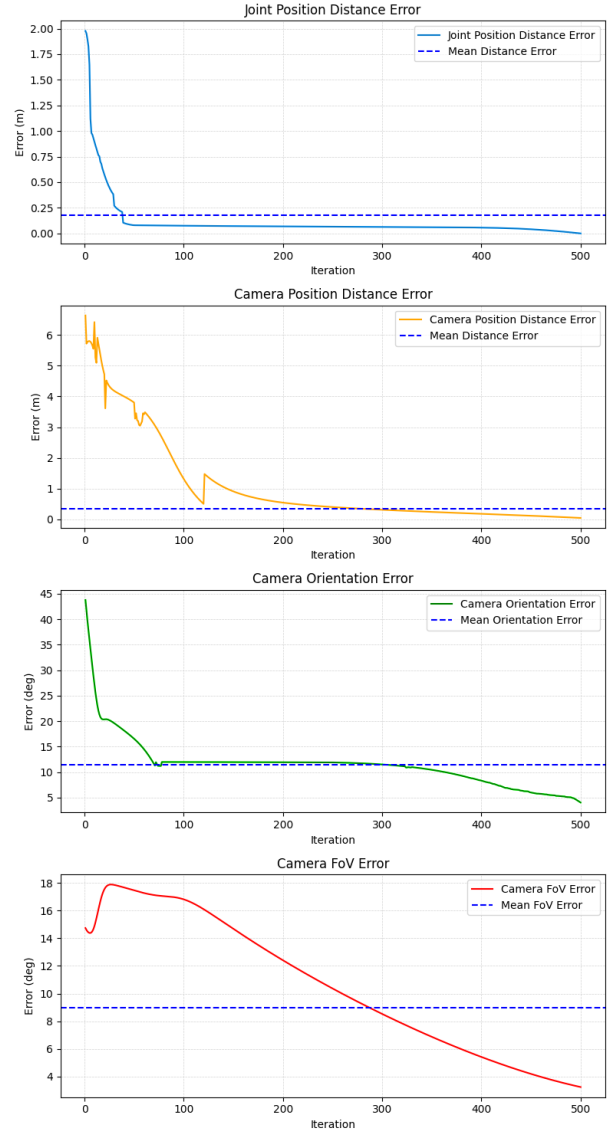 Joint Position Distance Error
2.00
1.75
1.50
1.25
1.00
0.75
0.50
0.25
0.00
Error (m)
Joint Position Distance Error
Mean Distance Error
0
100
200
300
400
500
Iteration
Camera Position Distance Error
6
5
4
3
2
1
0
Error (m)
Camera Position Distance Error
Mean Distance Error
0
100
200
300
400
500
Iteration
Camera Orientation Error
45
40
35
30
25
20
15
10
5
Error (deg)
Camera Orientation Error
Mean Orientation Error
0
100
200
300
400
500
Iteration
Camera FoV Error
18
16
14
12
10
8
6
4
Error (deg)
Camera FoV Error
Mean FoV Error
0
100
200
300
400
500
Iteration